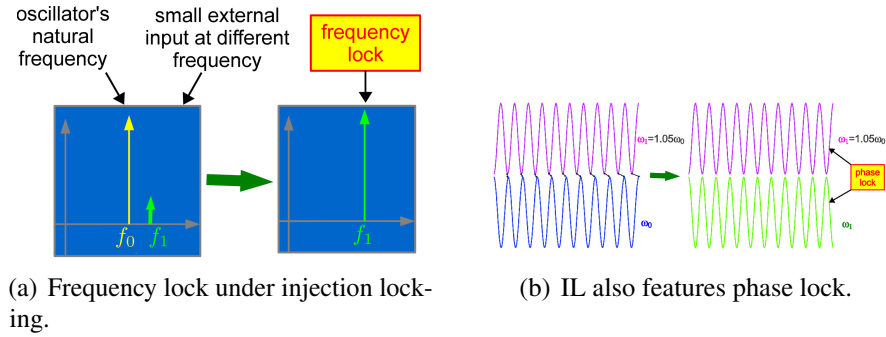 oscillator's
natural
frequency
small external
input at different
frequency
frequency
lock
f₀
f₁
f₁
ω₁=1.05ω₀
ω₀
ω₁=1.05ω₀
phase
lock
ω₁
(a) Frequency lock under injection lock-
ing.
(b) IL also features phase lock.